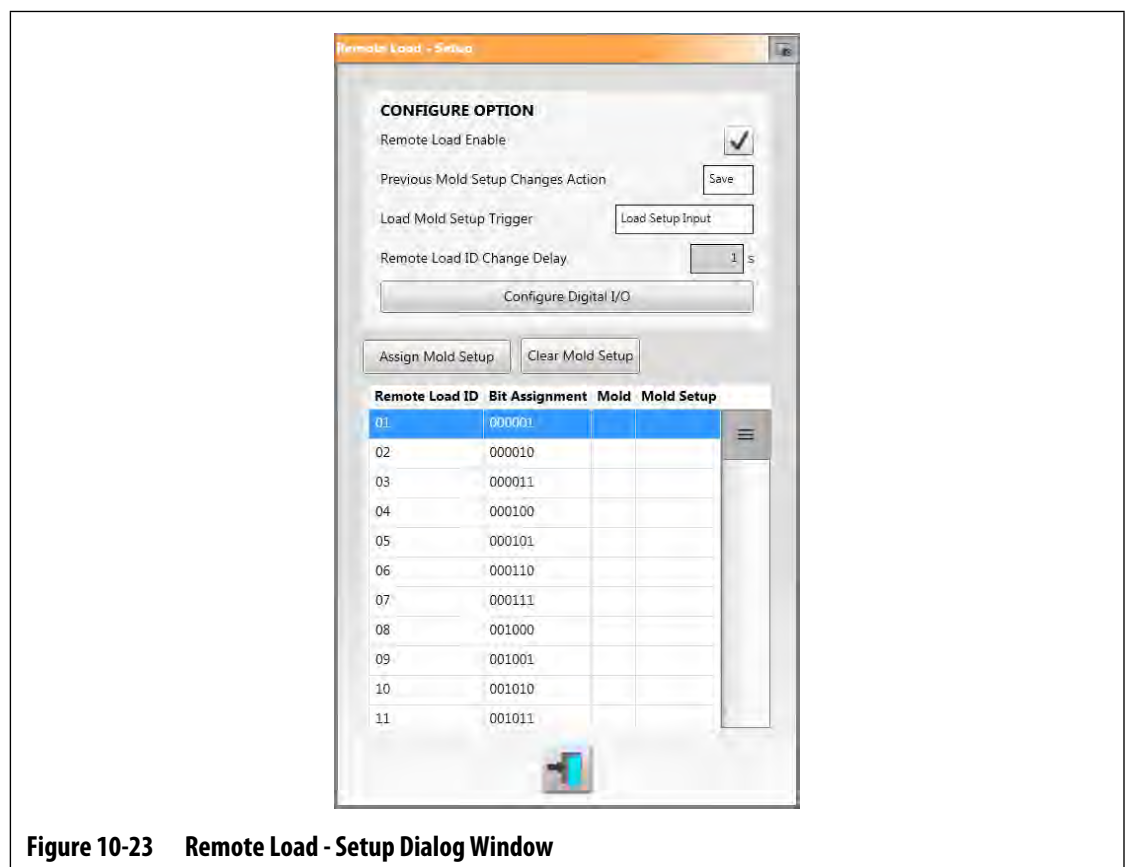 Remote Load - Setup
CONFIGURE OPTION
Remote Load Enable
Previous Mold Setup Changes Action Save
Load Mold Setup Trigger Load Setup Input
Remote Load ID Change Delay 1 s
Configure Digital I/O
Assign Mold Setup Clear Mold Setup
Remote Load ID Bit Assignment Mold Mold Setup
01 000001
02 000010
03 000011
04 000100
05 000101
06 000110
07 000111
08 001000
09 001001
10 001010
11 001011
Figure 10-23 Remote Load - Setup Dialog Window